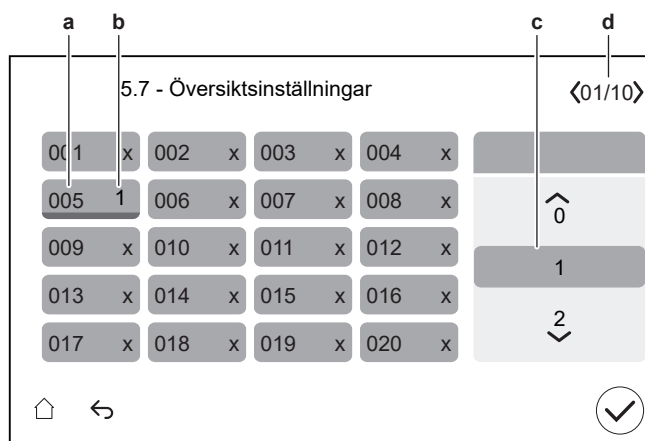 a b c d
5.7 - Översiktsinställningar 01/10
001 x 002 x 003 x 004 x
005 1 006 x 007 x 008 x 0
009 x 010 x 011 x 012 x 1
013 x 014 x 015 x 016 x 2
017 x 018 x 019 x 020 x